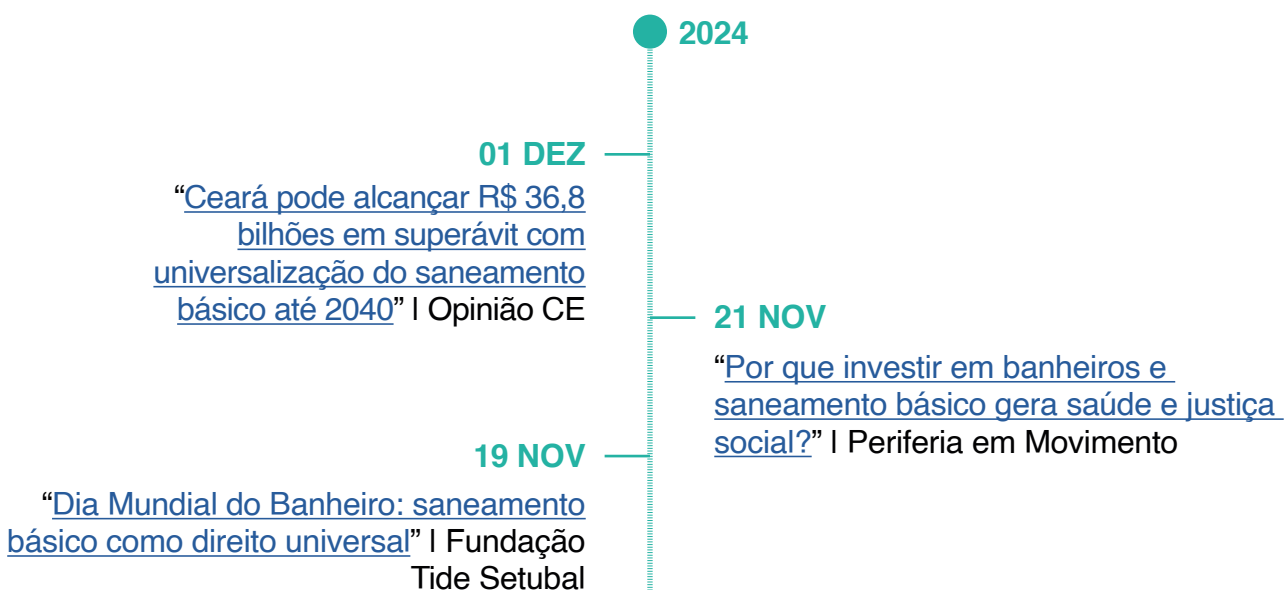 2024
01 DEZ
“Ceará pode alcançar R$ 36,8
bilhões em superávit com
universalização do saneamento
básico até 2040” | Opinião CE
21 NOV
“Por que investir em banheiros e
saneamento básico gera saúde e justiça
social?” | Periferia em Movimento
19 NOV
“Dia Mundial do Banheiro: saneamento
básico como direito universal” | Fundação
Tide Setubal